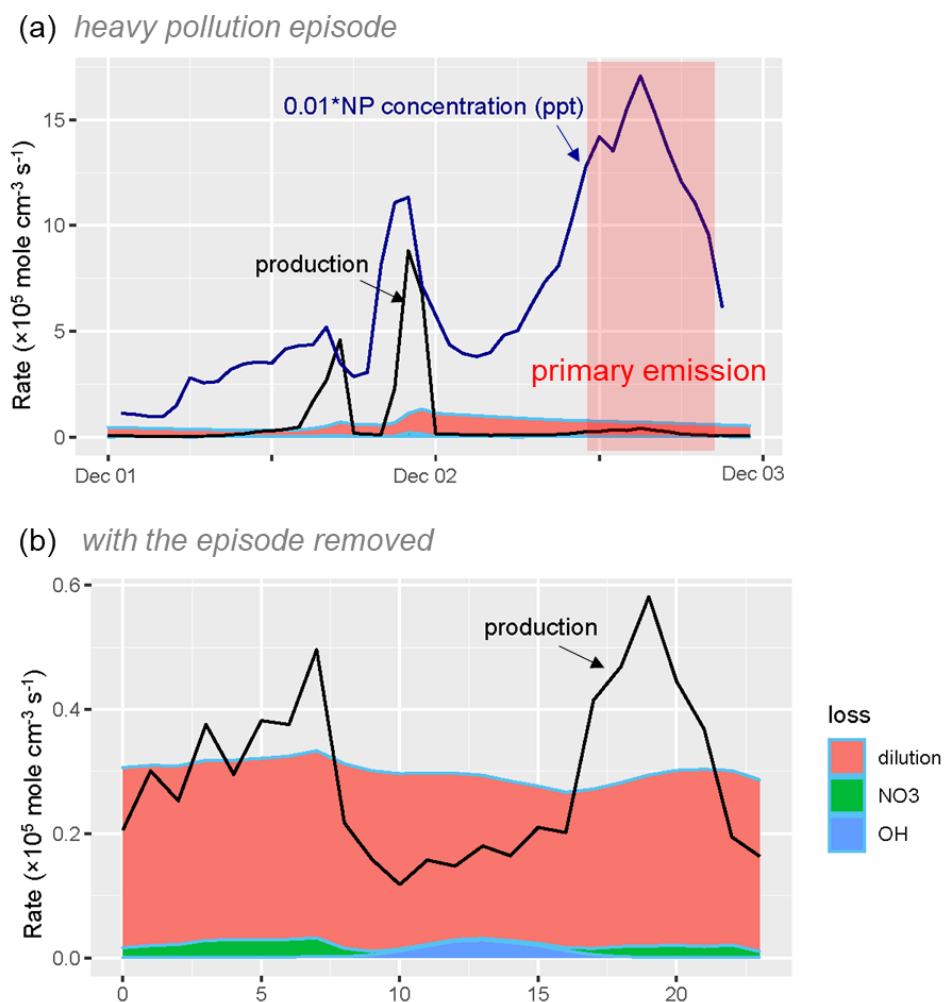 (a) heavy pollution episode
0.01*NP concentration (ppt)
production
primary emission
Rate (×10⁵ mole cm⁻³ s⁻¹)
15
10
5
0
Dec 01
Dec 02
Dec 03
(b) with the episode removed
production
Rate (×10⁵ mole cm⁻³ s⁻¹)
0.6
0.4
0.2
0.0
0
5
10
15
20
loss
dilution
NO3
OH